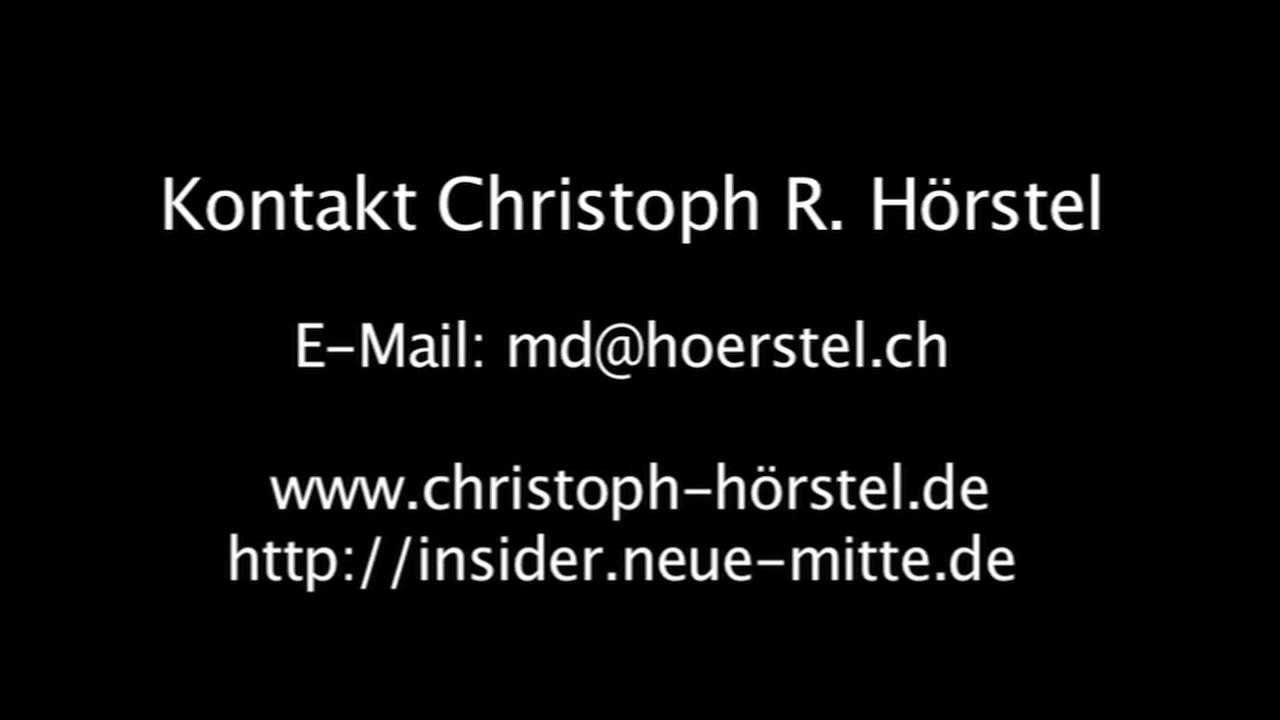 Kontakt Christoph R. Hörstel
E-Mail: md@hoerstel.ch
www.christoph-hörstel.de
http://insider.neue-mitte.de